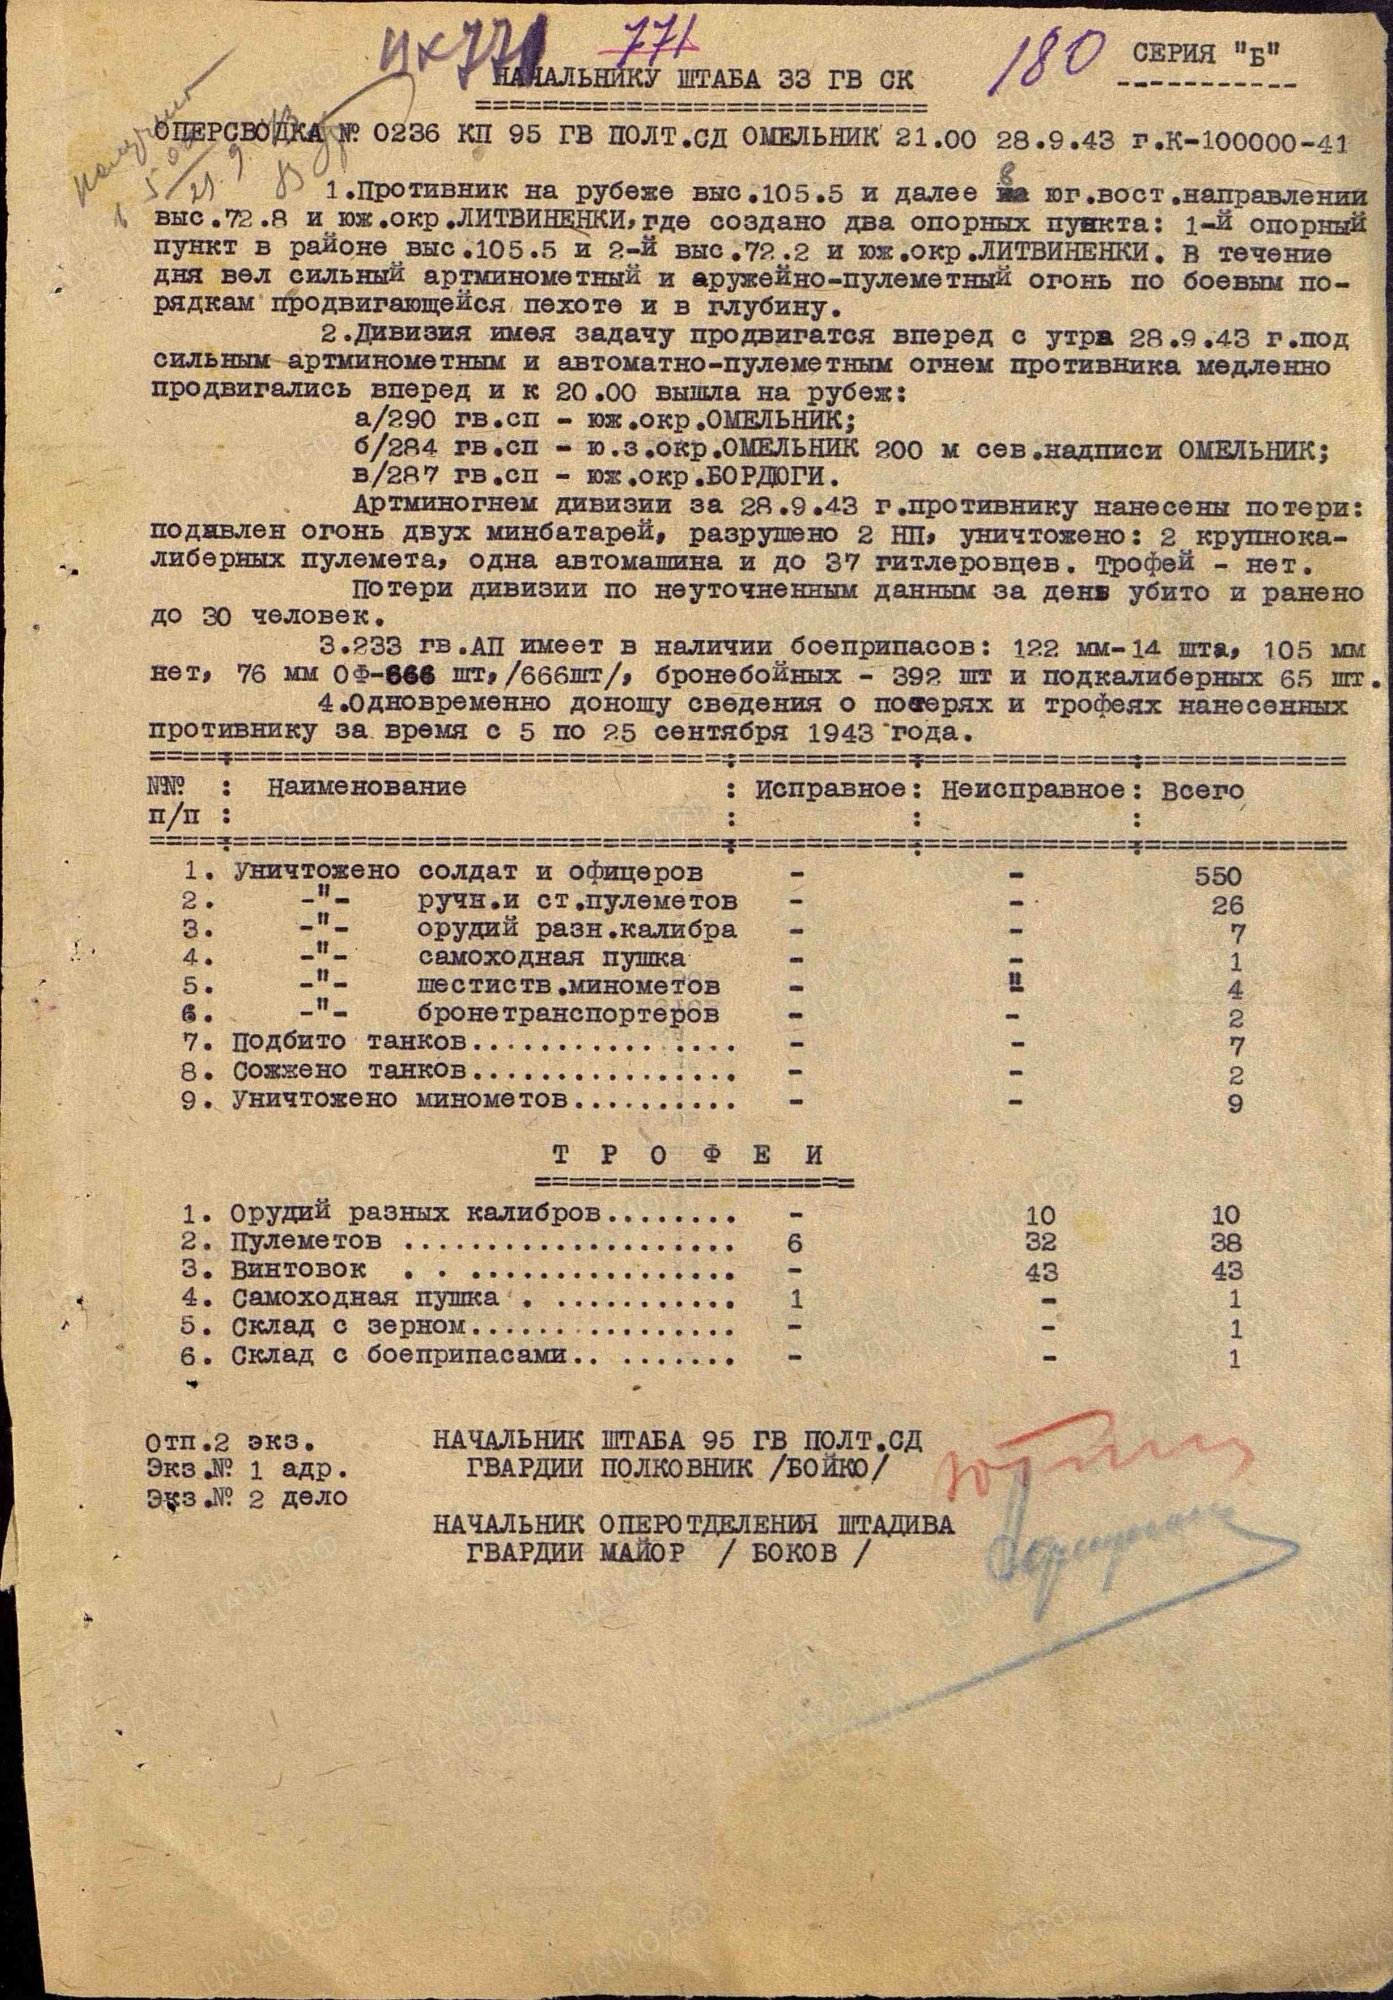 771
771
180
СЕРИЯ "Б"
НАЧАЛЬНИКУ ШТАБА 33 ГВ СК
ОПЕРСВОДКА № 0236 КП 95 ГВ ПОЛТ.СД ОМЕЛЬНИК 21.00 28.9.43 г.К-100000-41
1.Противник на рубеже выс.105.5 и далее в юг.вост.направлении
выс.72.8 и юж.окр.ЛИТВИНЕНКИ,где создано два опорных пункта: 1-й опорный
пункт в районе выс.105.5 и 2-й выс.72.2 и юж.окр.ЛИТВИНЕНКИ. В течение
дня вел сильный артминометный и аружейно-пулеметный огонь по боевым по-
рядкам продвигающейся пехоте и в глубину.
2.Дивизия имея задачу продвигатся вперед с утра 28.9.43 г.под
сильным артминометным и автоматно-пулеметным огнем противника медленно
продвигались вперед и к 20.00 вышла на рубеж:
а/290 гв.сп - юж.окр.ОМЕЛЬНИК;
б/284 гв.сп - ю.з.окр.ОМЕЛЬНИК 200 м сев.надписи ОМЕЛЬНИК;
в/287 гв.сп - юж.окр.БОРДЮГИ.
Артминогнем дивизии за 28.9.43 г.противнику нанесены потери:
подавлен огонь двух минбатарей, разрушено 2 НП, уничтожено: 2 крупнока-
либерных пулемета, одна автомашина и до 37 гитлеровцев. Трофей - нет.
Потери дивизии по неуточненным данным за день убито и ранено
до 30 человек.
3.233 гв.АП имеет в наличии боеприпасов: 122 мм-14 шта, 105 мм
нет, 76 мм ОФ-666 шт,/666шт/, бронебойных - 392 шт и подкалиберных 65 шт.
4.Одновременно доношу сведения о потерях и трофеях нанесенных
противнику за время с 5 по 25 сентября 1943 года.
№№ : Наименование : Исправное: Неисправное: Всего
п/п : : : :
1. Уничтожено солдат и офицеров - - 550
2. -"- ручн.и ст.пулеметов - - 26
3. -"- орудий разн.калибра - - 7
4. -"- самоходная пушка - - 1
5. -"- шестиств.минометов - " 4
6. -"- бронетранспортеров - - 2
7. Подбито танков........... .... - - 7
8. Сожжено танков................ - - 2
9. Уничтожено минометов.......... - - 9
Т Р О Ф Е И
1. Орудий разных калибров........ - 10 10
2. Пулеметов .................... 6 32 38
3. Винтовок . . ................ - 43 43
4. Самоходная пушка . ........... 1 - 1
5. Склад с зерном................ - - 1
6. Склад с боеприпасами.. ....... - - 1
Отп.2 экз.
Экз.№ 1 адр.
Экз.№ 2 дело
НАЧАЛЬНИК ШТАБА 95 ГВ ПОЛТ.СД
ГВАРДИИ ПОЛКОВНИК /БОЙКО/
НАЧАЛЬНИК ОПЕРОТДЕЛЕНИЯ ШТАДИВА
ГВАРДИИ МАЙОР / БОКОВ /